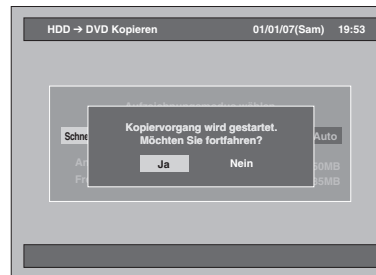 HDD → DVD Kopieren 01/01/07(Sam) 19:53
Kopiervorgang wird gestartet.
Möchten Sie fortfahren?
Auto
Ja Nein